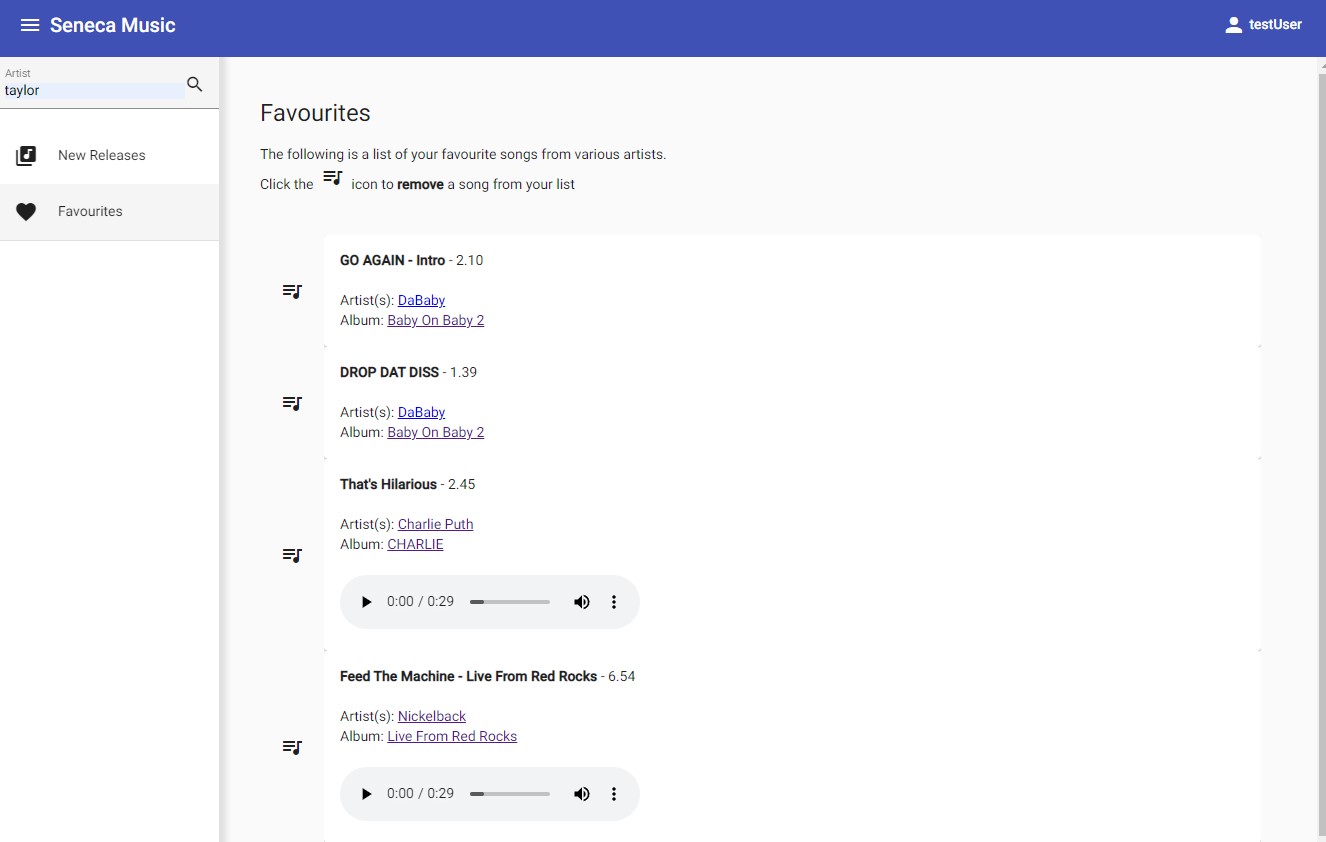 Seneca Music
testUser
Artist
taylor
New Releases
Favourites
Favourites
The following is a list of your favourite songs from various artists.
Click the icon to remove a song from your list
GO AGAIN - Intro - 2.10
Artist(s): DaBaby
Album: Baby On Baby 2
DROP DAT DISS - 1.39
Artist(s): DaBaby
Album: Baby On Baby 2
That's Hilarious - 2.45
Artist(s): Charlie Puth
Album: CHARLIE
0:00 / 0:29
Feed The Machine - Live From Red Rocks - 6.54
Artist(s): Nickelback
Album: Live From Red Rocks
0:00 / 0:29